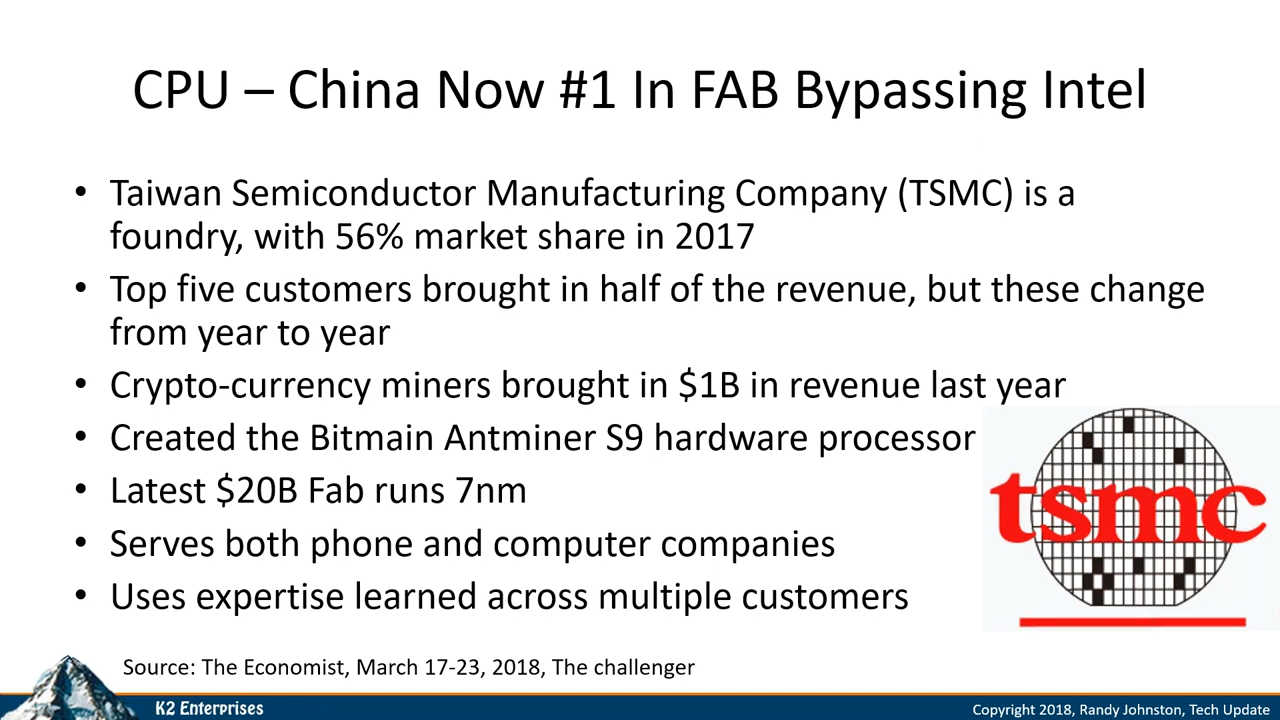 CPU – China Now #1 In FAB Bypassing Intel
• Taiwan Semiconductor Manufacturing Company (TSMC) is a
foundry, with 56% market share in 2017
• Top five customers brought in half of the revenue, but these change
from year to year
• Crypto-currency miners brought in $1B in revenue last year
• Created the Bitmain Antminer S9 hardware processor
• Latest $20B Fab runs 7nm
• Serves both phone and computer companies
• Uses expertise learned across multiple customers
tsmc
Source: The Economist, March 17-23, 2018, The challenger
K2 Enterprises
Copyright 2018, Randy Johnston, Tech Update